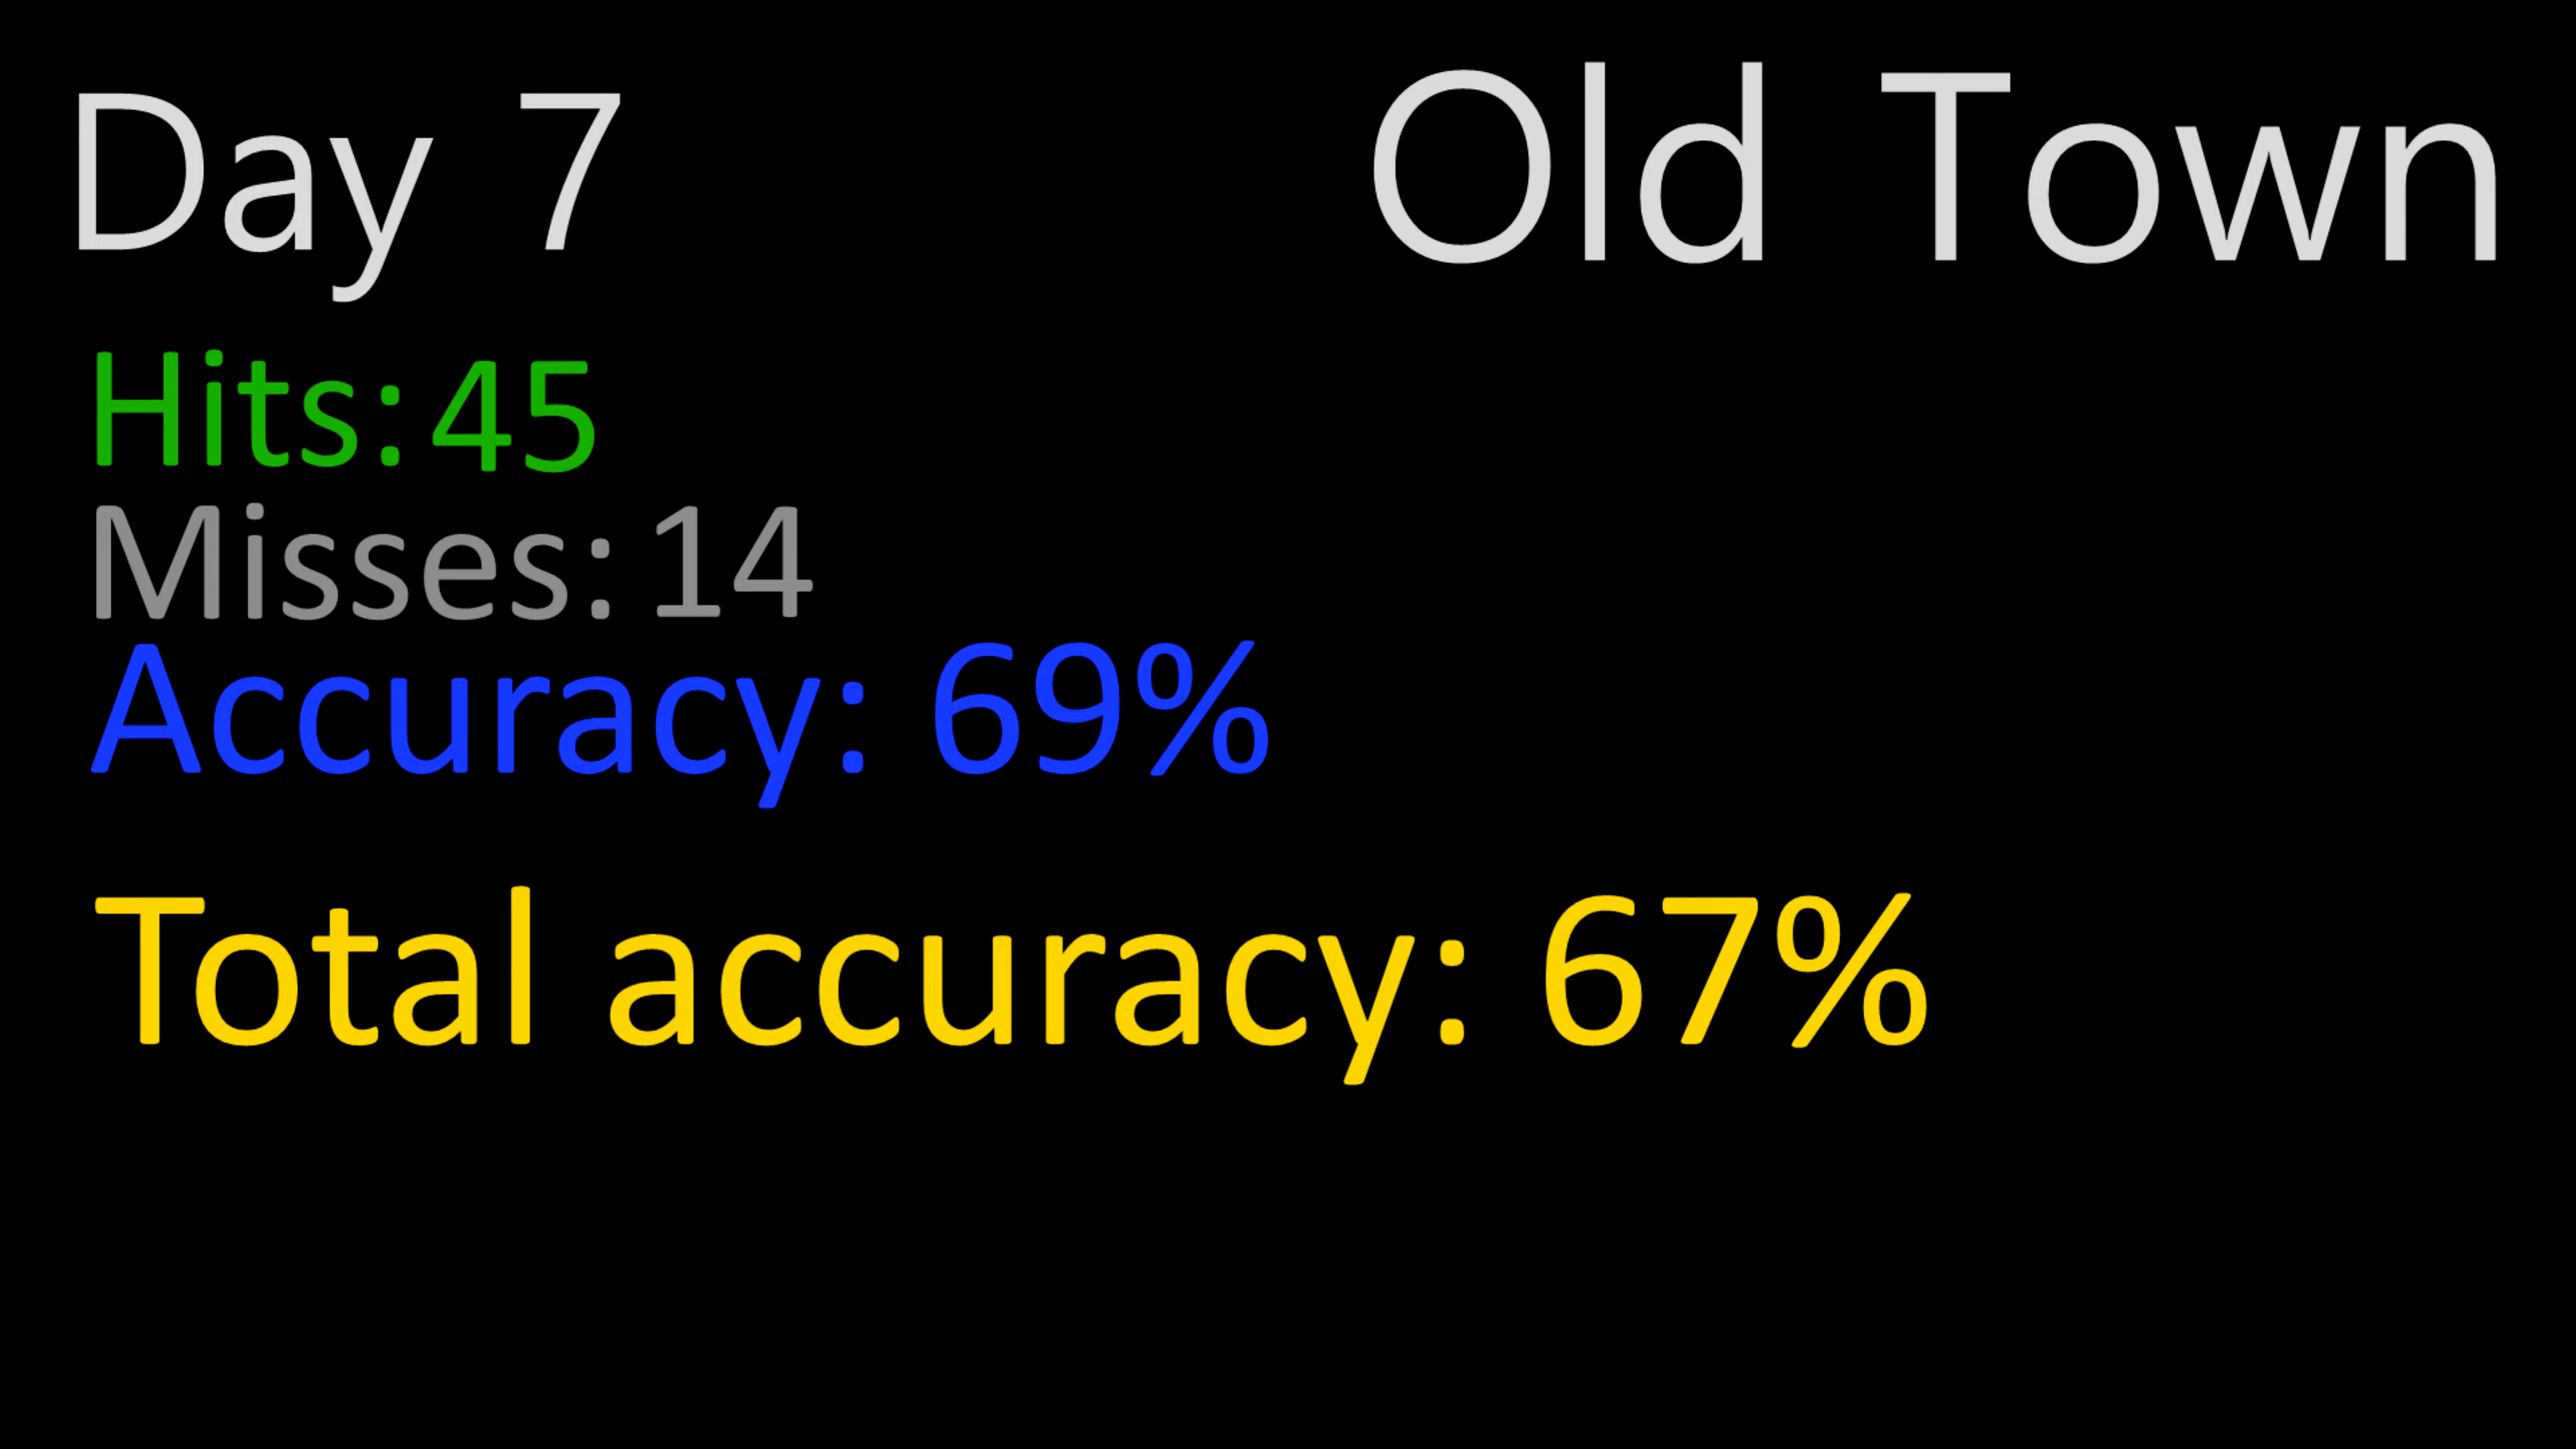 Day 7
Old Town
Hits: 45
Misses: 14
Accuracy: 69%
Total accuracy: 67%